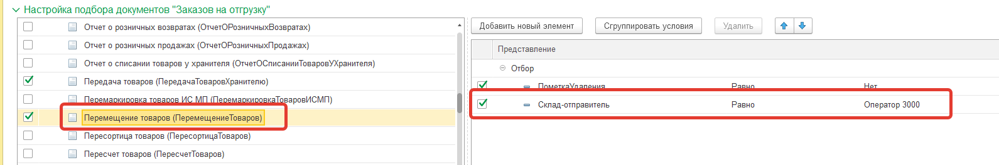 Настройка подбора документов "Заказов на отгрузку"
Отчет о розничных возвратах (ОтчетОРозничныхВозвратах)
Отчет о розничных продажах (ОтчетОРозничныхПродажах)
Отчет о списании товаров у хранителя (ОтчетОСписанииТоваровУХранителя)
Передача товаров (ПередачаТоваровХранителю)
Перемаркировка товаров ИС МП (ПеремаркировкаТоваровИСМП)
Перемещение товаров (ПеремещениеТоваров)
Пересортица товаров (ПересортицаТоваров)
Пересчет товаров (ПересчетТоваров)
Добавить новый элемент Сгруппировать условия Удалить
Представление
Отбор
ПометкаУдаления Равно Нет
Склад-отправитель Равно Оператор 3000